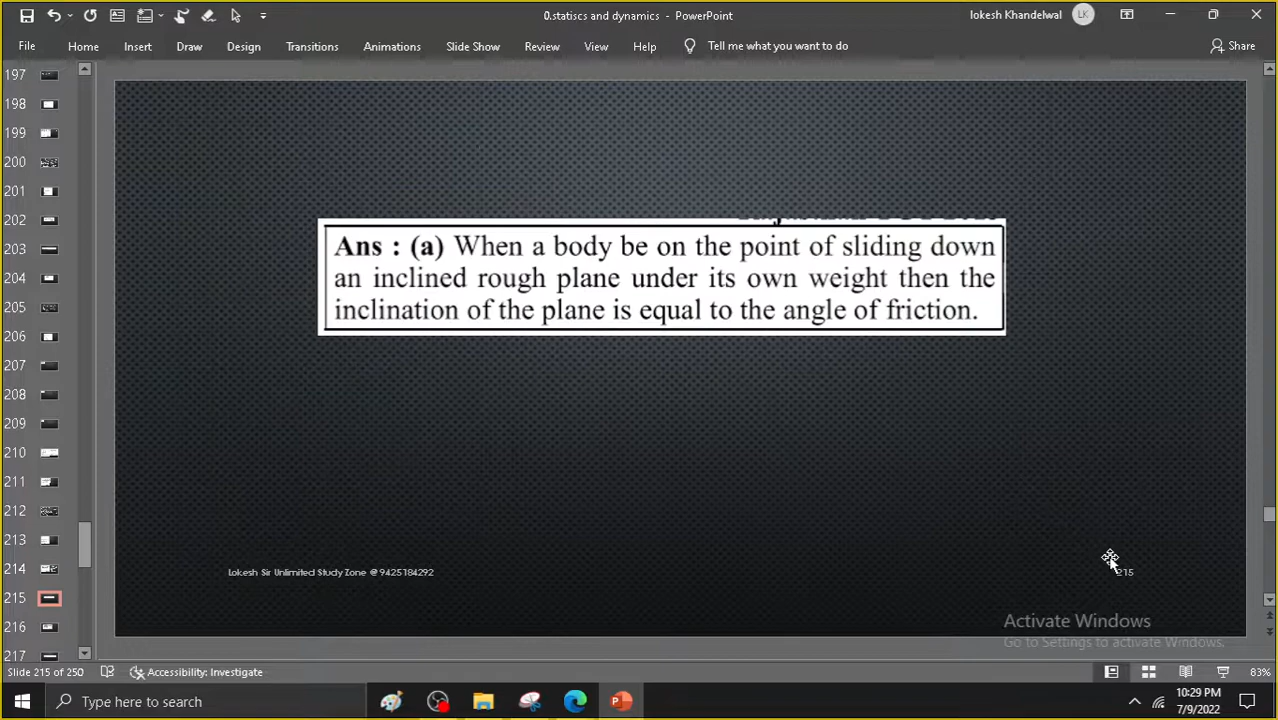 0.statiscs and dynamics - PowerPoint
lokesh Khandelwal
LK
File Home Insert Draw Design Transitions Animations Slide Show Review View Help Tell me what you want to do Share
197
198
199
200
201
202
203
204
205
206
207
208
209
210
211
212
213
214
215
216
217
Ans : (a) When a body be on the point of sliding down
an inclined rough plane under its own weight then the
inclination of the plane is equal to the angle of friction.
Lokesh Sir Unlimited Study Zone @ 9425184292
215
Activate Windows
Go to Settings to activate Windows.
Slide 215 of 250
Accessibility: Investigate
83%
Type here to search
10:29 PM
7/9/2022